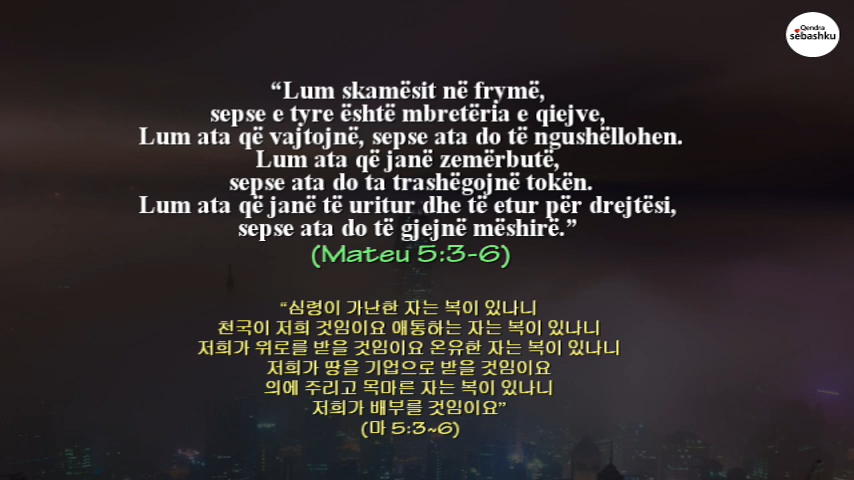 Qendra
sëbashku
“Lum skamësit në frymë,
sepse e tyre është mbretëria e qiejve,
Lum ata që vajtojnë, sepse ata do të ngushëllohen.
Lum ata që janë zemërbutë,
sepse ata do ta trashëgojnë tokën.
Lum ata që janë të uritur dhe të etur për drejtësi,
sepse ata do të gjejnë mëshirë.”
(Mateu 5:3-6)
“심령이 가난한 자는 복이 있나니
천국이 저희 것임이요 애통하는 자는 복이 있나니
저희가 위로를 받을 것임이요 온유한 자는 복이 있나니
저희가 땅을 기업으로 받을 것임이요
의에 주리고 목마른 자는 복이 있나니
저희가 배부를 것임이요”
(마 5:3~6)